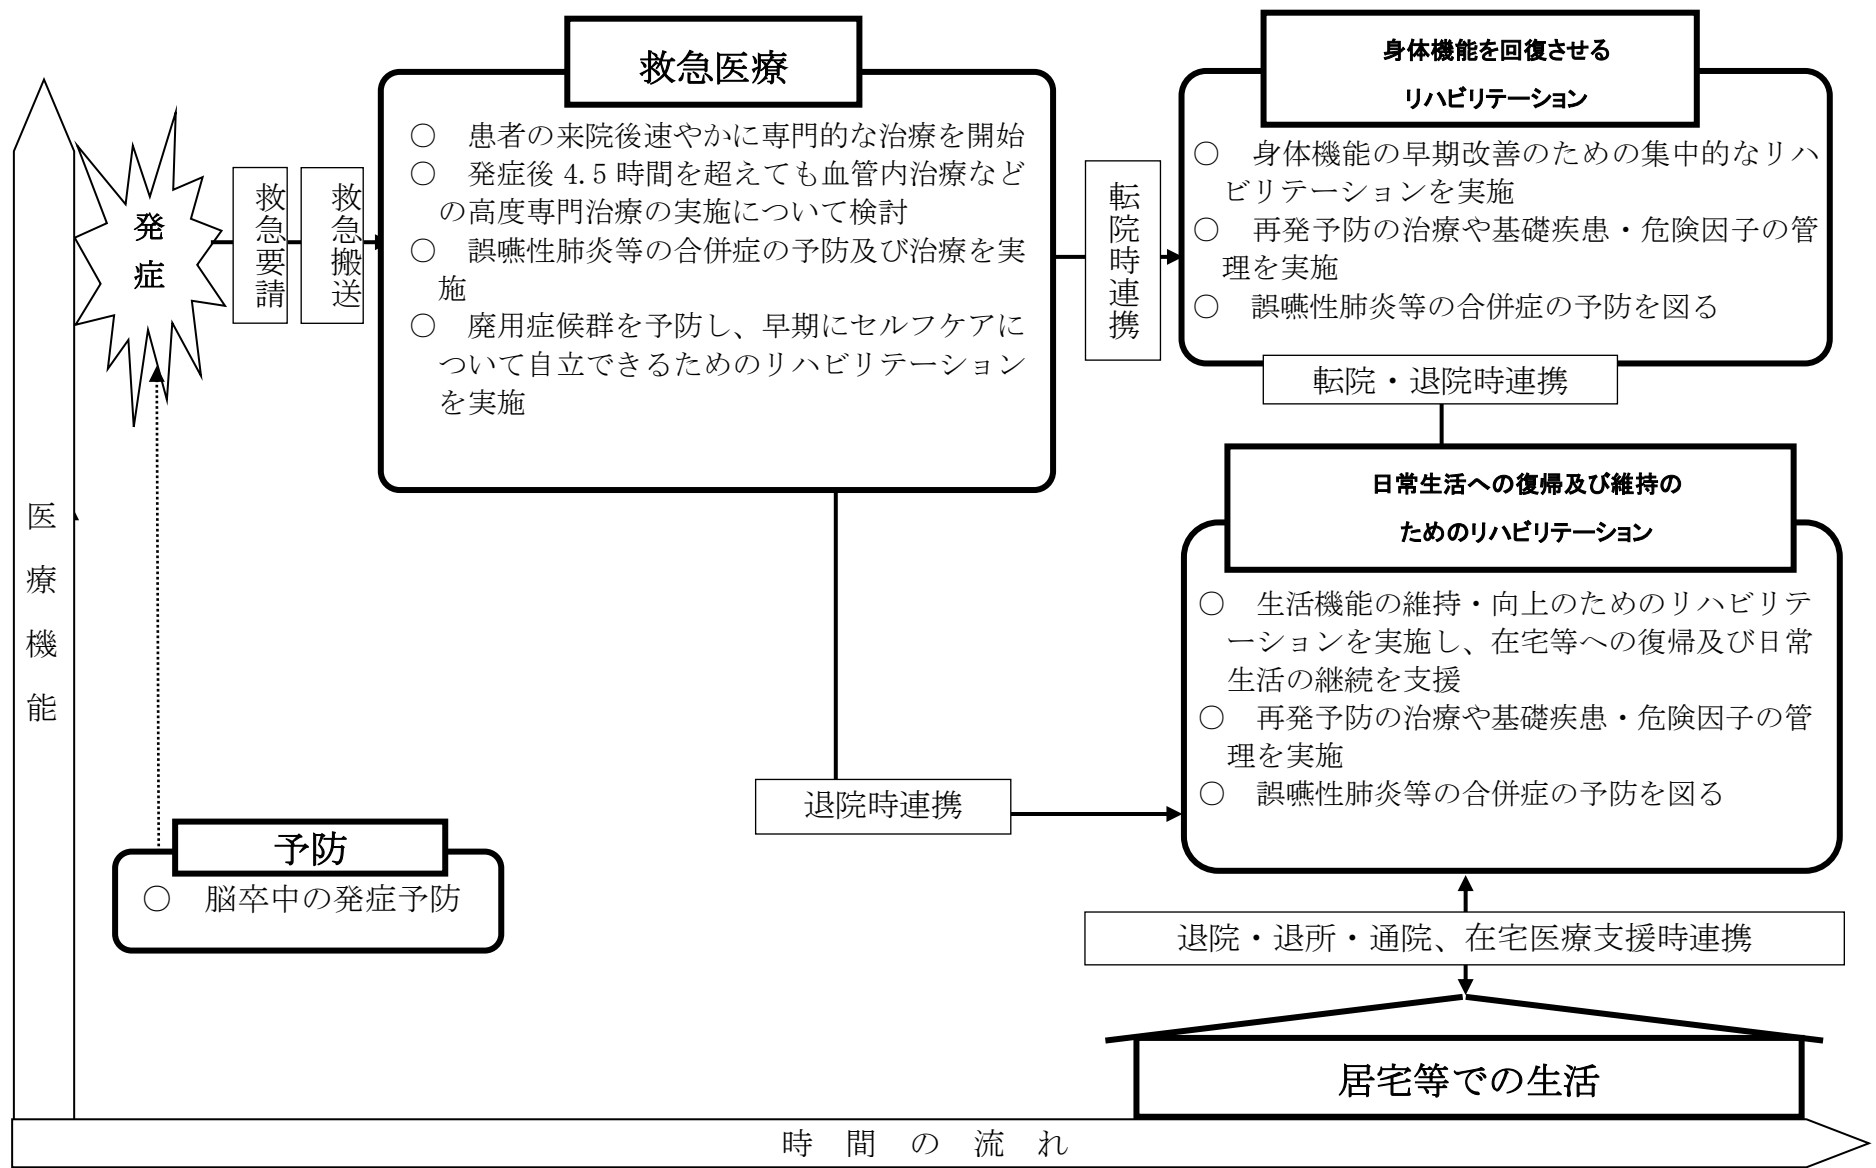 救急医療
○　患者の来院後速やかに専門的な治療を開始
○　発症後 4.5 時間を超えても血管内治療など
の高度専門治療の実施について検討
○　誤嚥性肺炎等の合併症の予防及び治療を実
施
○　廃用症候群を予防し、早期にセルフケアに
ついて自立できるためのリハビリテーション
を実施
身体機能を回復させる
リハビリテーション
○　身体機能の早期改善のための集中的なリハ
ビリテーションを実施
○　再発予防の治療や基礎疾患・危険因子の管
理を実施
○　誤嚥性肺炎等の合併症の予防を図る
発
症
救急要請
救急搬送
転院時連携
転院・退院時連携
日常生活への復帰及び維持の
ためのリハビリテーション
○　生活機能の維持・向上のためのリハビリテ
ーションを実施し、在宅等への復帰及び日常
生活の継続を支援
○　再発予防の治療や基礎疾患・危険因子の管
理を実施
○　誤嚥性肺炎等の合併症の予防を図る
医療機能
退院時連携
予防
○　脳卒中の発症予防
退院・退所・通院、在宅医療支援時連携
居宅等での生活
時　間　の　流　れ